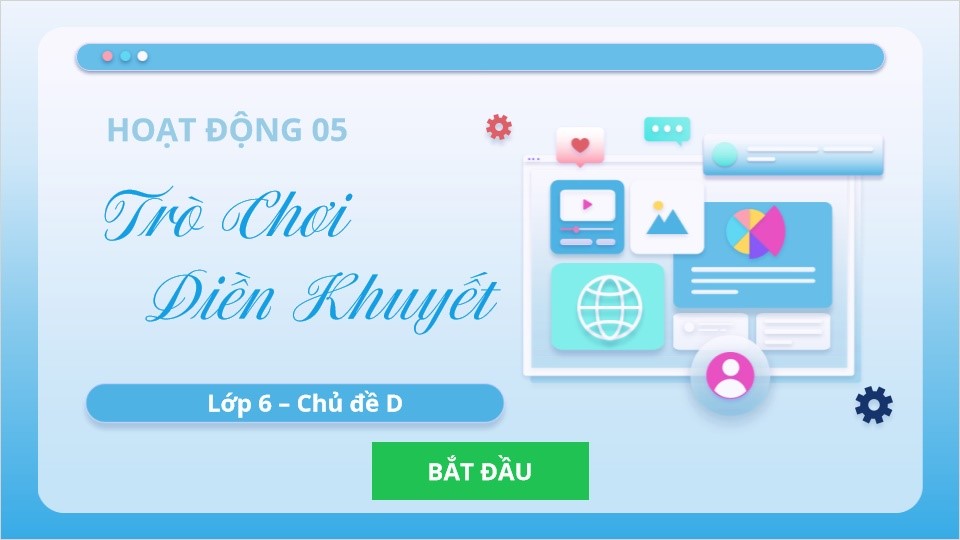 HOẠT ĐỘNG 05
Trò Chơi
Điền Khuyết
Lớp 6 – Chủ đề D
BẮT ĐẦU